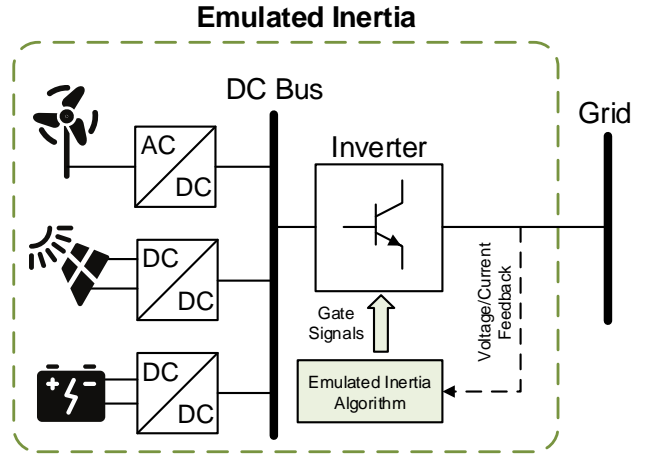 Emulated Inertia
DC Bus
Grid
Inverter
AC
DC
DC
DC
DC
DC
Gate
Signals
Voltage/Current
Feedback
Emulated Inertia
Algorithm